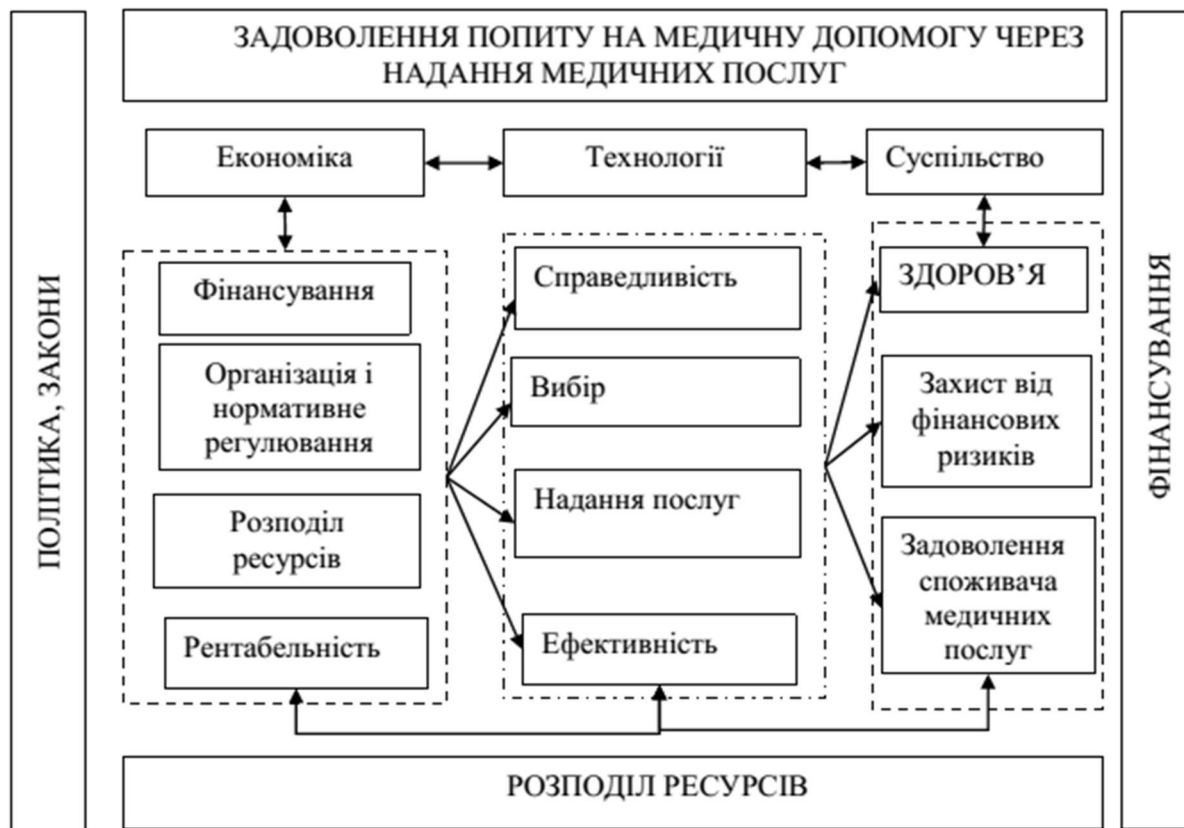 ЗАДОВОЛЕННЯ ПОПИТУ НА МЕДИЧНУ ДОПОМОГУ ЧЕРЕЗ
НАДАННЯ МЕДИЧНИХ ПОСЛУГ
ПОЛІТИКА, ЗАКОНИ
Економіка
Технології
Суспільство
Фінансування
Організація і
нормативне
регулювання
Розподіл
ресурсів
Рентабельність
Справедливість
Вибір
Надання послуг
Ефективність
ЗДОРОВ’Я
Захист від
фінансових
ризиків
Задоволення
споживача
медичних
послуг
ФІНАНСУВАННЯ
РОЗПОДІЛ РЕСУРСІВ